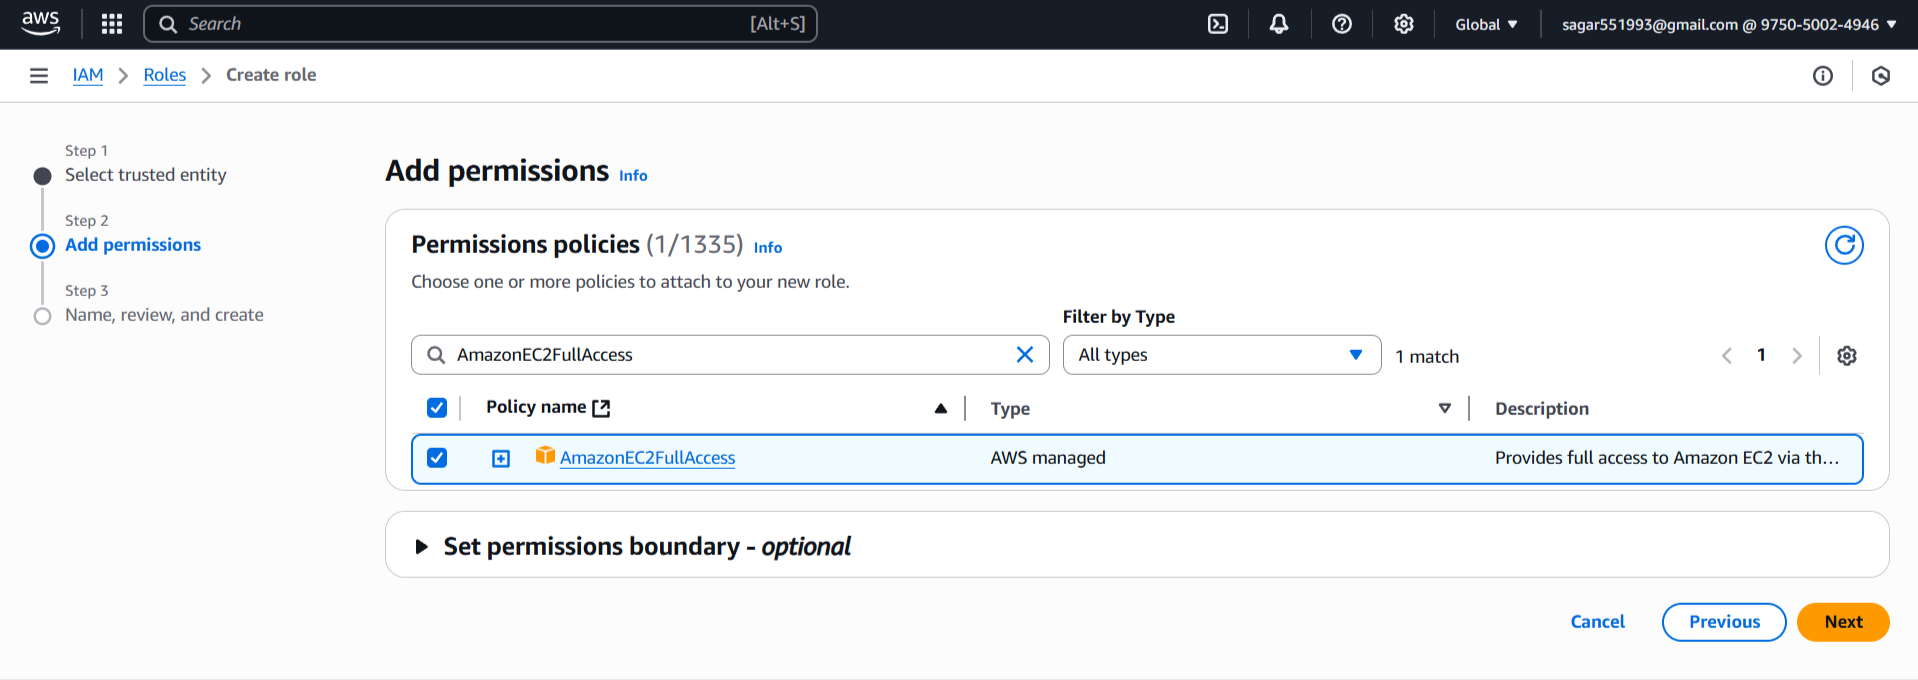 aws
Search [Alt+S]
Global
sagar551993@gmail.com @ 9750-5002-4946
IAM
Roles
Create role
Step 1
Select trusted entity
Step 2
Add permissions
Step 3
Name, review, and create
Add permissions Info
Permissions policies (1/1335) Info
Choose one or more policies to attach to your new role.
Filter by Type
AmazonEC2FullAccess
All types
1 match
1
Policy name
Type
Description
AmazonEC2FullAccess
AWS managed
Provides full access to Amazon EC2 via th...
Set permissions boundary - optional
Cancel
Previous
Next